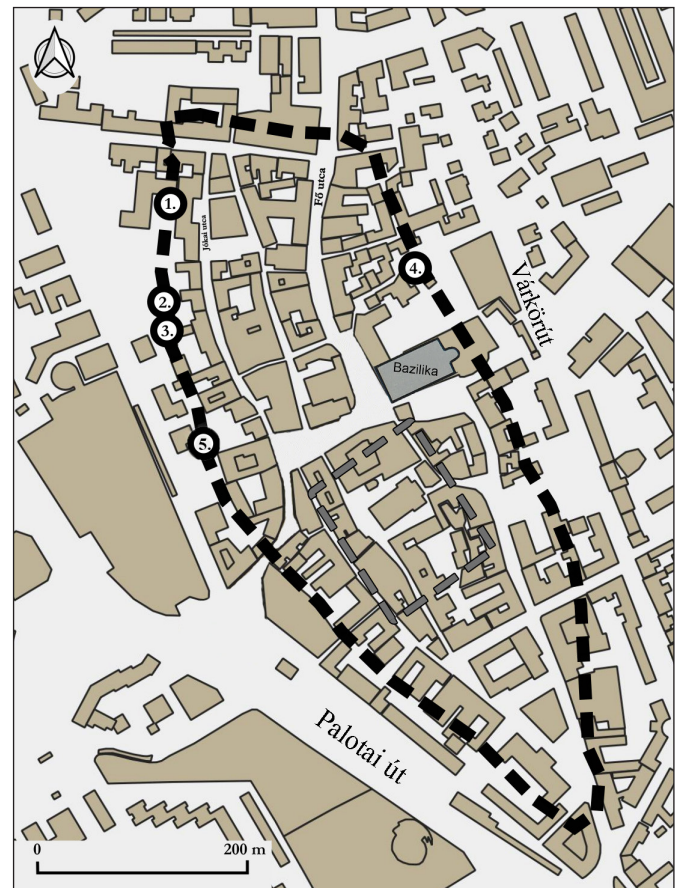 1.
Fő utca
Jókai utca
4.
Várkörút
2.
3.
Bazilika
5.
Palotai út
0 200 m